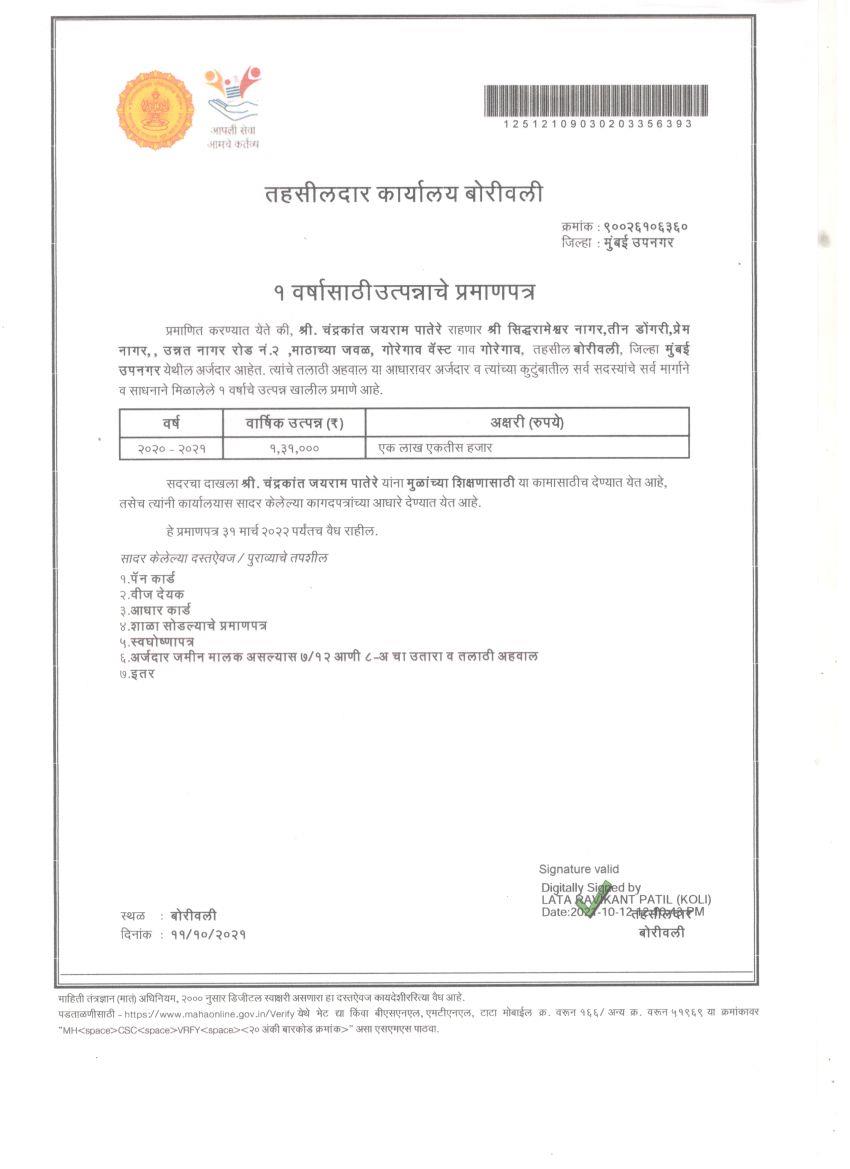 आपली सेवा
आमचे कर्तव्य
12512109030203356393
तहसीलदार कार्यालय बोरीवली
क्रमांक : ९००२६१०६३६०
जिल्हा : मुंबई उपनगर
१ वर्षासाठी उत्पन्नाचे प्रमाणपत्र
प्रमाणित करण्यात येते की, श्री. चंद्रकांत जयराम पातेरे राहणार श्री सिद्धरामेश्वर नागर,तीन डोंगरी,प्रेम
नागर,, उन्नत नागर रोड नं.२ ,माठाच्या जवळ, गोरेगाव वॅस्ट गाव गोरेगाव, तहसील बोरीवली, जिल्हा मुंबई
उपनगर येथील अर्जदार आहेत. त्यांचे तलाठी अहवाल या आधारावर अर्जदार व त्यांच्या कुटुंबातील सर्व सदस्यांचे सर्व मार्गाने
व साधनाने मिळालेले १ वर्षाचे उत्पन्न खालील प्रमाणे आहे.
वर्ष वार्षिक उत्पन्न (₹) अक्षरी (रुपये)
२०२० - २०२१ १,३१,००० एक लाख एकतीस हजार
सदरचा दाखला श्री. चंद्रकांत जयराम पातेरे यांना मुळांच्या शिक्षणासाठी या कामासाठीच देण्यात येत आहे,
तसेच त्यांनी कार्यालयास सादर केलेल्या कागदपत्रांच्या आधारे देण्यात येत आहे.
हे प्रमाणपत्र ३१ मार्च २०२२ पर्यंतच वैध राहील.
सादर केलेल्या दस्तऐवज / पुराव्याचे तपशील
१.पॅन कार्ड
२.वीज देयक
३.आधार कार्ड
४.शाळा सोडल्याचे प्रमाणपत्र
५.स्वघोष्णापत्र
६.अर्जदार जमीन मालक असल्यास ७/१२ आणी ८-अ चा उतारा व तलाठी अहवाल
७.इतर
Signature valid
Digitally Signed by
LATA RAVIKANT PATIL (KOLI)
Date:2021-10-12 PM
तहसीलदार
स्थळ : बोरीवली
दिनांक : ११/१०/२०२१
बोरीवली
माहिती तंत्रज्ञान (मातं) अधिनियम, २००० नुसार डिजीटल स्वाक्षरी असणारा हा दस्तऐवज कायदेशीररित्या वैध आहे.
पडताळणीसाठी - https://www.mahaonline.gov.in/Verify येथे भेट द्या किंवा बीएसएनएल, एमटीएनएल, टाटा मोबाईल क्र. वरून १६६/ अन्य क्र. वरून ५१९६९ या क्रमांकावर
"MH<space>CSC<space>VRFY<space><२० अंकी बारकोड क्रमांक>" असा एसएमएस पाठवा.